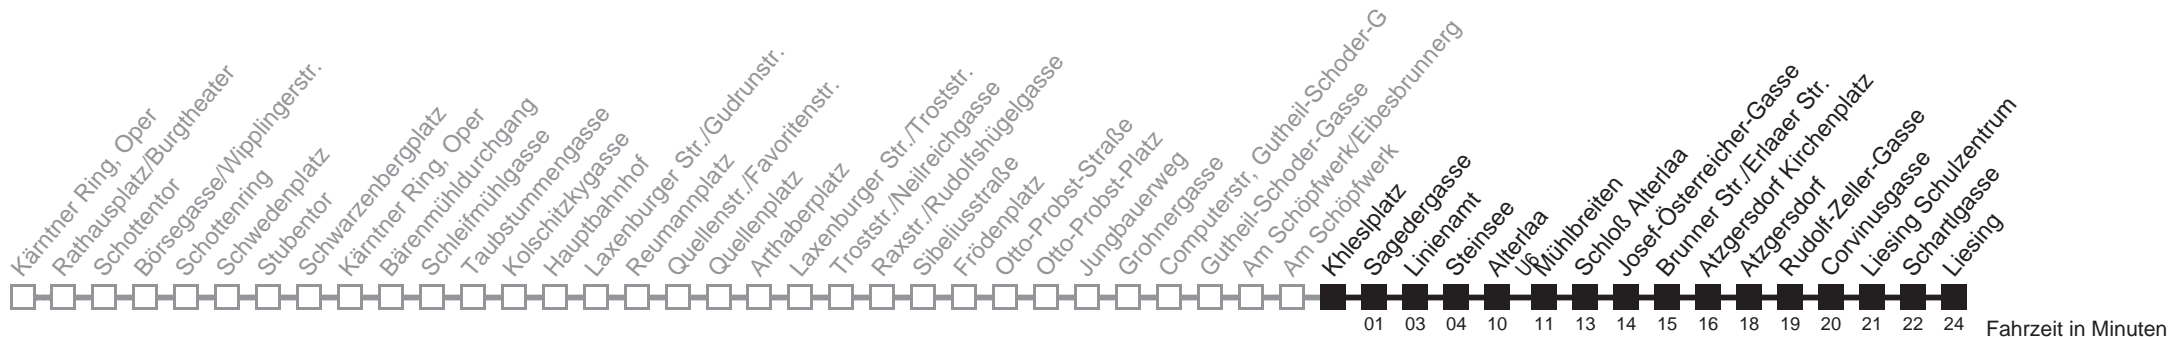 Kärntner Ring, Oper
Rathausplatz/Burgtheater
Schottentor
Börsegasse/Wipplingerstr.
Schottenring
Schwedenplatz
Stubentor
Schwarzenbergplatz
Kärntner Ring, Oper
Bärenmühldurchgang
Schleifmühlgasse
Taubstummengasse
Kolschitzkygasse
Hauptbahnhof
Laxenburger Str./Gudrunstr.
Reumannplatz
Quellenstr./Favoritenstr.
Quellenplatz
Arthaberplatz
Laxenburger Str./Troststr.
Troststr./Neilreichgasse
Raxstr./Rudolfshügelgasse
Sibeliusstraße
Frödenplatz
Otto-Probst-Straße
Otto-Probst-Platz
Jungbauerweg
Grohnergasse
Computerstr, Gutheil-Schoder-G
Gutheil-Schoder-Gasse
Am Schöpfwerk/Eibesbrunnerg
Am Schöpfwerk
Khleslplatz
Sagedergasse
Linienamt
Steinsee
Alterlaa
U6
Mühlbreiten
Schloß Alterlaa
Josef-Österreicher-Gasse
Brunner Str./Erlaaer Str.
Atzgersdorf Kirchenplatz
Atzgersdorf
Rudolf-Zeller-Gasse
Corvinusgasse
Liesing Schulzentrum
Schartlgasse
Liesing
01 03 04 10 11 13 14 15 16 18 19 20 21 22 24 Fahrzeit in Minuten